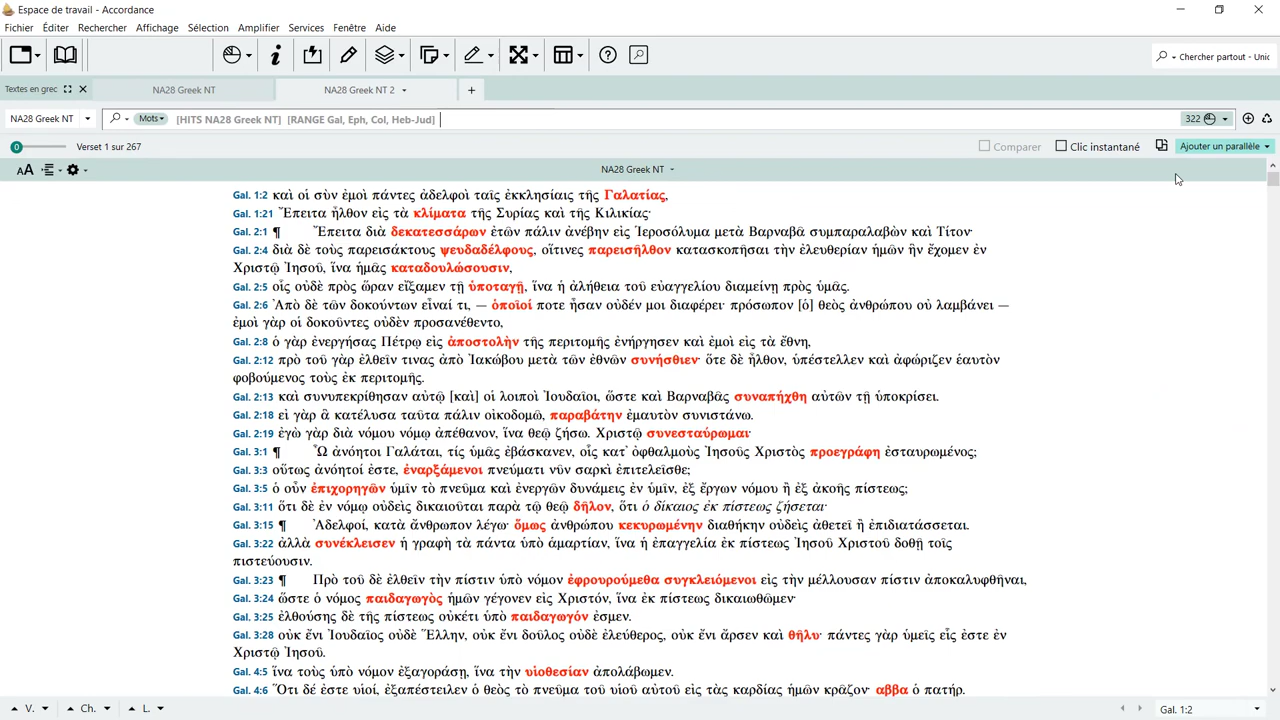 Espace de travail - Accordance
Fichier Éditer Rechercher Affichage Sélection Amplifier Services Fenêtre Aide
Chercher partout - Unic
Textes en grec NA28 Greek NT NA28 Greek NT 2 +
NA28 Greek NT Mots [HITS NA28 Greek NT] [RANGE Gal, Eph, Col, Heb-Jud] 322
0 Verset 1 sur 267 Comparer Clic instantané Ajouter un parallèle
AA NA28 Greek NT
Gal. 1:2 καὶ οἱ σὺν ἐμοὶ πάντες ἀδελφοὶ ταῖς ἐκκλησίαις τῆς Γαλατίας,
Gal. 1:21 Ἔπειτα ἦλθον εἰς τὰ κλίματα τῆς Συρίας καὶ τῆς Κιλικίας·
Gal. 2:1 ¶ Ἔπειτα διὰ δεκατεσσάρων ἐτῶν πάλιν ἀνέβην εἰς Ἱεροσόλυμα μετὰ Βαρναβᾶ συμπαραλαβὼν καὶ Τίτον·
Gal. 2:4 διὰ δὲ τοὺς παρεισάκτους ψευδαδέλφους, οἵτινες παρεισῆλθον κατασκοπῆσαι τὴν ἐλευθερίαν ἡμῶν ἣν ἔχομεν ἐν
Χριστῷ Ἰησοῦ, ἵνα ἡμᾶς καταδουλώσουσιν,
Gal. 2:5 οἷς οὐδὲ πρὸς ὥραν εἴξαμεν τῇ ὑποταγῇ, ἵνα ἡ ἀλήθεια τοῦ εὐαγγελίου διαμείνῃ πρὸς ὑμᾶς.
Gal. 2:6 Ἀπὸ δὲ τῶν δοκούντων εἶναί τι, — ὁποῖοί ποτε ἦσαν οὐδέν μοι διαφέρει· πρόσωπον [ὁ] θεὸς ἀνθρώπου οὐ λαμβάνει —
ἐμοὶ γὰρ οἱ δοκοῦντες οὐδὲν προσανέθεντο,
Gal. 2:8 ὁ γὰρ ἐνεργήσας Πέτρῳ εἰς ἀποστολὴν τῆς περιτομῆς ἐνήργησεν καὶ ἐμοὶ εἰς τὰ ἔθνη,
Gal. 2:12 πρὸ τοῦ γὰρ ἐλθεῖν τινας ἀπὸ Ἰακώβου μετὰ τῶν ἐθνῶν συνήσθιεν· ὅτε δὲ ἦλθον, ὑπέστελλεν καὶ ἀφώριζεν ἑαυτὸν
φοβούμενος τοὺς ἐκ περιτομῆς.
Gal. 2:13 καὶ συνυπεκρίθησαν αὐτῷ [καὶ] οἱ λοιποὶ Ἰουδαῖοι, ὥστε καὶ Βαρναβᾶς συναπήχθη αὐτῶν τῇ ὑποκρίσει.
Gal. 2:18 εἰ γὰρ ἃ κατέλυσα ταῦτα πάλιν οἰκοδομῶ, παραβάτην ἐμαυτὸν συνιστάνω.
Gal. 2:19 ἐγὼ γὰρ διὰ νόμου νόμῳ ἀπέθανον, ἵνα θεῷ ζήσω. Χριστῷ συνεσταύρωμαι·
Gal. 3:1 ¶ Ὦ ἀνόητοι Γαλάται, τίς ὑμᾶς ἐβάσκανεν, οἷς κατ᾽ ὀφθαλμοὺς Ἰησοῦς Χριστὸς προεγράφη ἐσταυρωμένος;
Gal. 3:3 οὕτως ἀνόητοί ἐστε, ἐναρξάμενοι πνεύματι νῦν σαρκὶ ἐπιτελεῖσθε;
Gal. 3:5 ὁ οὖν ἐπιχορηγῶν ὑμῖν τὸ πνεῦμα καὶ ἐνεργῶν δυνάμεις ἐν ὑμῖν, ἐξ ἔργων νόμου ἢ ἐξ ἀκοῆς πίστεως;
Gal. 3:11 ὅτι δὲ ἐν νόμῳ οὐδεὶς δικαιοῦται παρὰ τῷ θεῷ δῆλον, ὅτι ὁ δίκαιος ἐκ πίστεως ζήσεται·
Gal. 3:15 ¶ Ἀδελφοί, κατὰ ἄνθρωπον λέγω· ὅμως ἀνθρώπου κεκυρωμένην διαθήκην οὐδεὶς ἀθετεῖ ἢ ἐπιδιατάσσεται.
Gal. 3:22 ἀλλὰ συνέκλεισεν ἡ γραφὴ τὰ πάντα ὑπὸ ἁμαρτίαν, ἵνα ἡ ἐπαγγελία ἐκ πίστεως Ἰησοῦ Χριστοῦ δοθῇ τοῖς
πιστεύουσιν.
Gal. 3:23 ¶ Πρὸ τοῦ δὲ ἐλθεῖν τὴν πίστιν ὑπὸ νόμον ἐφρουρούμεθα συγκλειόμενοι εἰς τὴν μέλλουσαν πίστιν ἀποκαλυφθῆναι,
Gal. 3:24 ὥστε ὁ νόμος παιδαγωγὸς ἡμῶν γέγονεν εἰς Χριστόν, ἵνα ἐκ πίστεως δικαιωθῶμεν·
Gal. 3:25 ἐλθούσης δὲ τῆς πίστεως οὐκέτι ὑπὸ παιδαγωγόν ἐσμεν.
Gal. 3:28 οὐκ ἔνι Ἰουδαῖος οὐδὲ Ἕλλην, οὐκ ἔνι δοῦλος οὐδὲ ἐλεύθερος, οὐκ ἔνι ἄρσεν καὶ θῆλυ· πάντες γὰρ ὑμεῖς εἷς ἐστε ἐν
Χριστῷ Ἰησοῦ.
Gal. 4:5 ἵνα τοὺς ὑπὸ νόμον ἐξαγοράσῃ, ἵνα τὴν υἱοθεσίαν ἀπολάβωμεν.
Gal. 4:6 Ὅτι δέ ἐστε υἱοί, ἐξαπέστειλεν ὁ θεὸς τὸ πνεῦμα τοῦ υἱοῦ αὐτοῦ εἰς τὰς καρδίας ἡμῶν κρᾶζον· αββα ὁ πατήρ.
V. Ch. L. Gal. 1:2